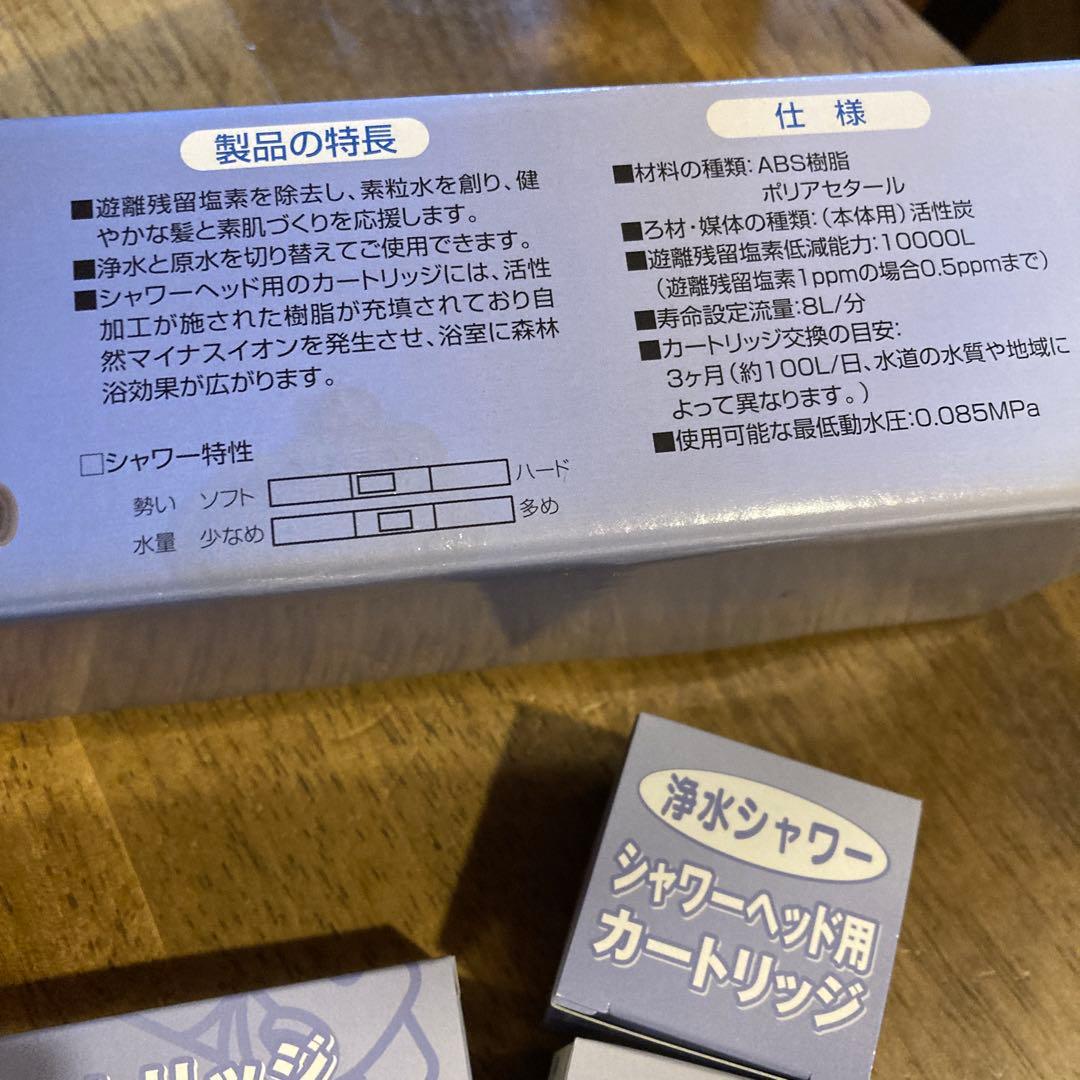 製品の特長
■遊離残留塩素を除去し、素粒水を創り、健
やかな髪と素肌づくりを応援します。
■浄水と原水を切り替えてご使用できます。
■シャワーヘッド用のカートリッジには、活性
加工が施された樹脂が充填されており自
然マイナスイオンを発生させ、浴室に森林
浴効果が広がります。
□シャワー特性
勢い ソフト ハード
水量 少なめ 多め
仕様
■材料の種類:ABS樹脂
ポリアセタール
■ろ材・媒体の種類:(本体用)活性炭
■遊離残留塩素低減能力:10000L
(遊離残留塩素1ppmの場合0.5ppmまで)
■寿命設定流量:8L/分
■カートリッジ交換の目安:
3ヶ月(約100L/日、水道の水質や地域に
よって異なります。)
■使用可能な最低動水圧:0.085MPa
浄水シャワー
シャワーヘッド用
カートリッジ
リッジ